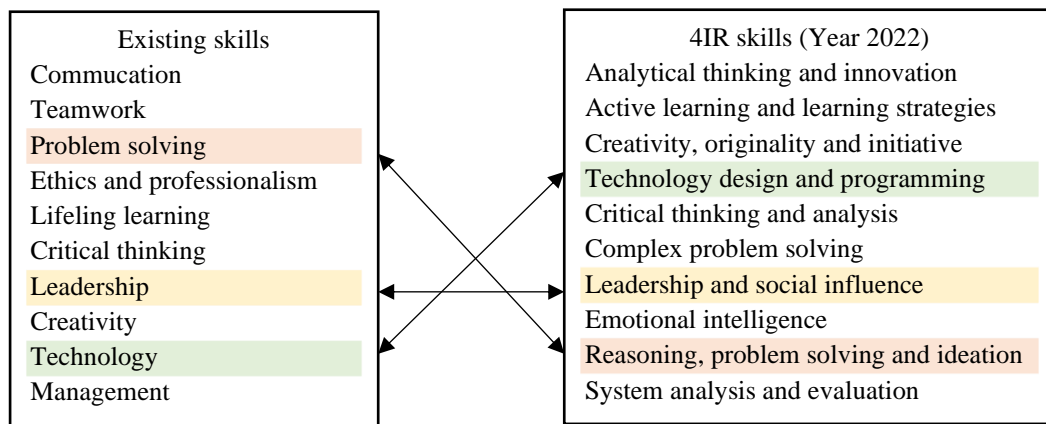 Existing skills
Commucation
Teamwork
Problem solving
Ethics and professionalism
Lifeling learning
Critical thinking
Leadership
Creativity
Technology
Management
4IR skills (Year 2022)
Analytical thinking and innovation
Active learning and learning strategies
Creativity, originality and initiative
Technology design and programming
Critical thinking and analysis
Complex problem solving
Leadership and social influence
Emotional intelligence
Reasoning, problem solving and ideation
System analysis and evaluation